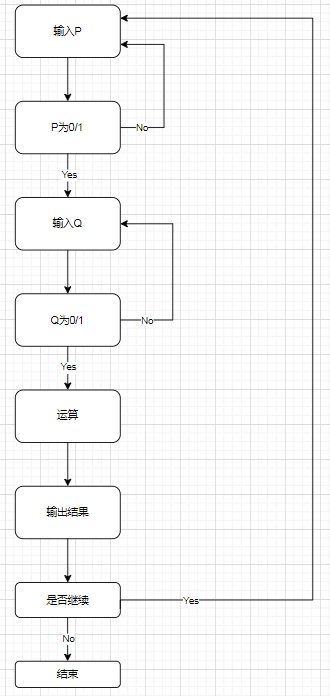 输入P
P为0/1
No
Yes
输入Q
Q为0/1
No
Yes
运算
输出结果
是否继续
Yes
No
结束